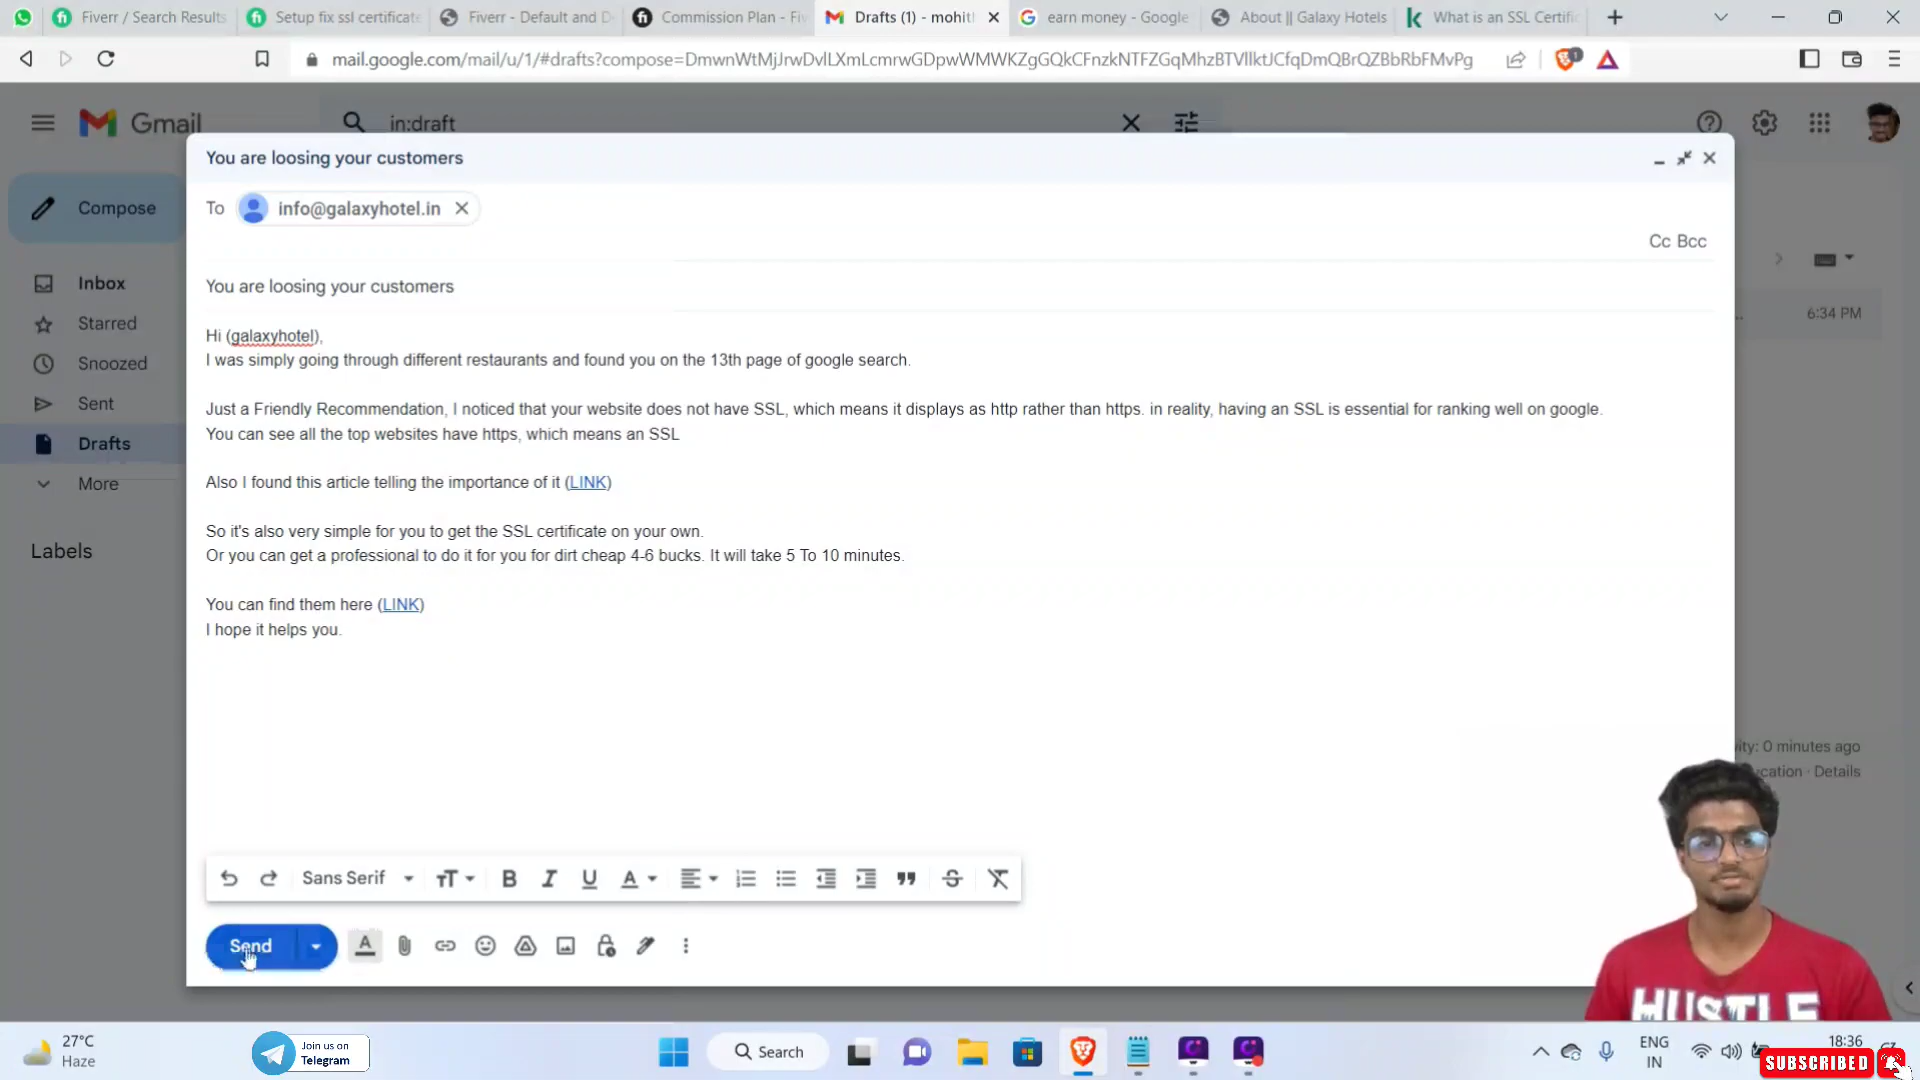 Fiverr / Search Results
Setup fix ssl certificate
Fiverr - Default and D
Commission Plan - Fiv
Drafts (1) - mohit
earn money - Google
About || Galaxy Hotels
What is an SSL Certific
mail.google.com/mail/u/1/#drafts?compose=DmwnWtMjJrwDvlLXmLcmrwGDpwWMWKZgGQkCFnzkNTFZGqMhzBTVllktJCfqDmQBrQZBbRbFMvPg
Gmail
in:draft
Compose
Inbox
Starred
Snoozed
Sent
Drafts
More
Labels
You are loosing your customers
To info@galaxyhotel.in
Cc Bcc
You are loosing your customers
Hi (galaxyhotel),
I was simply going through different restaurants and found you on the 13th page of google search.
Just a Friendly Recommendation, I noticed that your website does not have SSL, which means it displays as http rather than https. in reality, having an SSL is essential for ranking well on google.
You can see all the top websites have https, which means an SSL
Also I found this article telling the importance of it (LINK)
So it's also very simple for you to get the SSL certificate on your own.
Or you can get a professional to do it for you for dirt cheap 4-6 bucks. It will take 5 To 10 minutes.
You can find them here (LINK)
I hope it helps you.
6:34 PM
vity: 0 minutes ago
cation · Details
Sans Serif
Send
HUSTLE
27°C
Haze
Join us on
Telegram
Search
ENG
IN
18:36
SUBSCRIBED